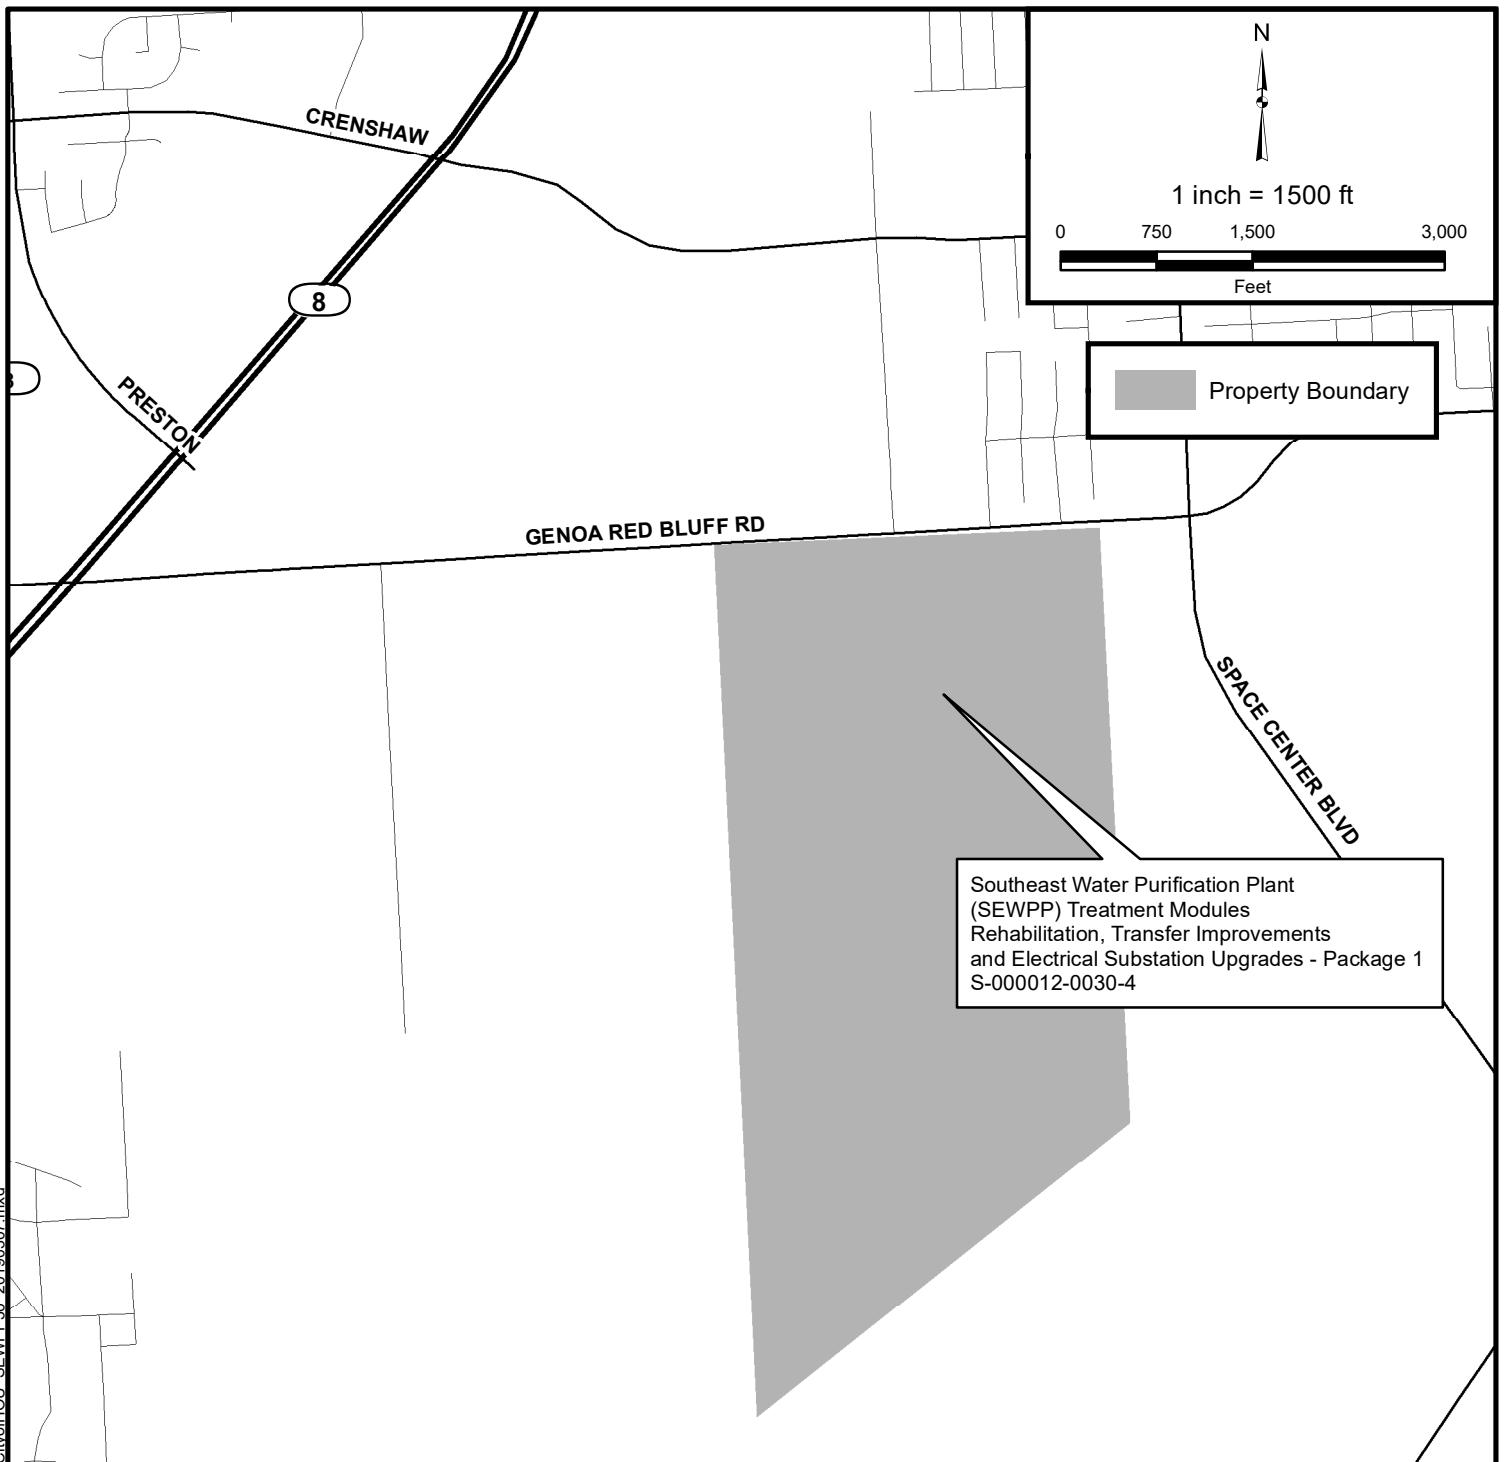 N
1 inch = 1500 ft
0 750 1,500 3,000
Feet
CRENSHAW
8
PRESTON
Property Boundary
GENOA RED BLUFF RD
SPACE CENTER BLVD
Southeast Water Purification Plant
(SEWPP) Treatment Modules
Rehabilitation, Transfer Improvements
and Electrical Substation Upgrades - Package 1
S-000012-0030-4